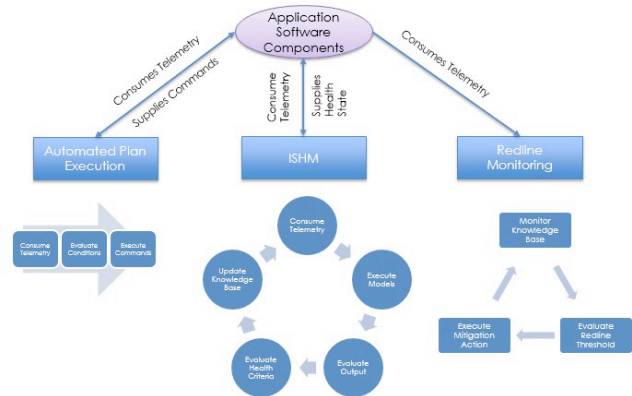 Application
Software
Components
Consumes Telemetry
Supplies Commands
Consume
Telemetry
Supplies
Health
State
Consumes Telemetry
Automated Plan
Execution
ISHM
Redline
Monitoring
Consume
Telemetry
Evaluate
Conditions
Execute
Commands
Consume
Telemetry
Execute
Models
Evaluate
Output
Evaluate
Health
Criteria
Update
Knowledge
Base
Monitor
Knowledge
Base
Evaluate
Redline
Threshold
Execute
Mitigation
Action